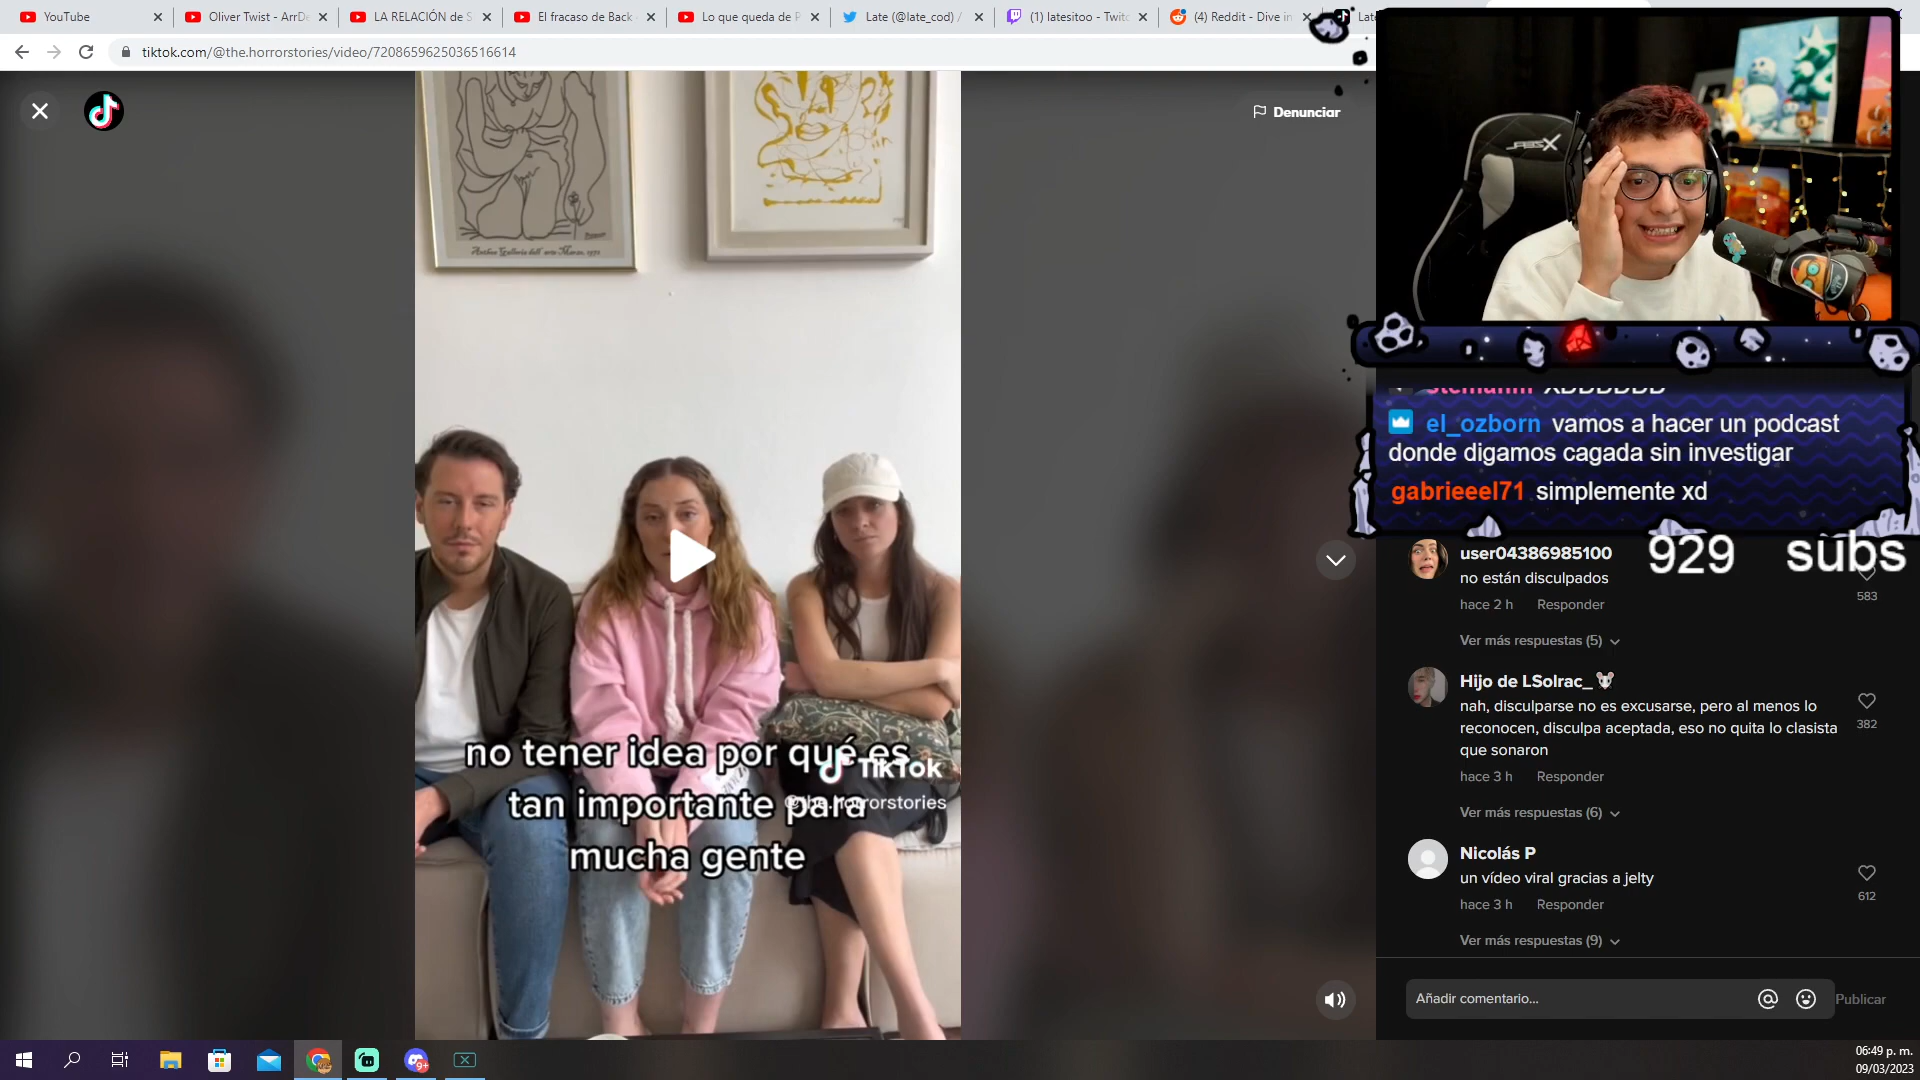 YouTube
Oliver Twist - ArrDe
LA RELACIÓN de S
El fracaso de Back
Lo que queda de P
Late (@late_cod) /
(1) latesitoo - Twitc
(4) Reddit - Dive in
Late
tiktok.com/@the.horrorstories/video/7208659625036516614
Denunciar
no tener idea por qué es
tan importante para
mucha gente
TikTok
@the.horrorstories
XDDDDDD
el_ozborn vamos a hacer un podcast
donde digamos cagada sin investigar
gabrieeel71 simplemente xd
929 subs
user04386985100
no están disculpados
583
hace 2 h Responder
Ver más respuestas (5)
Hijo de LSolrac_
nah, disculparse no es excusarse, pero al menos lo
reconocen, disculpa aceptada, eso no quita lo clasista
que sonaron
382
hace 3 h Responder
Ver más respuestas (6)
Nicolás P
un vídeo viral gracias a jelty
612
hace 3 h Responder
Ver más respuestas (9)
Añadir comentario...
Publicar
9+
06:49 p. m.
09/03/2023